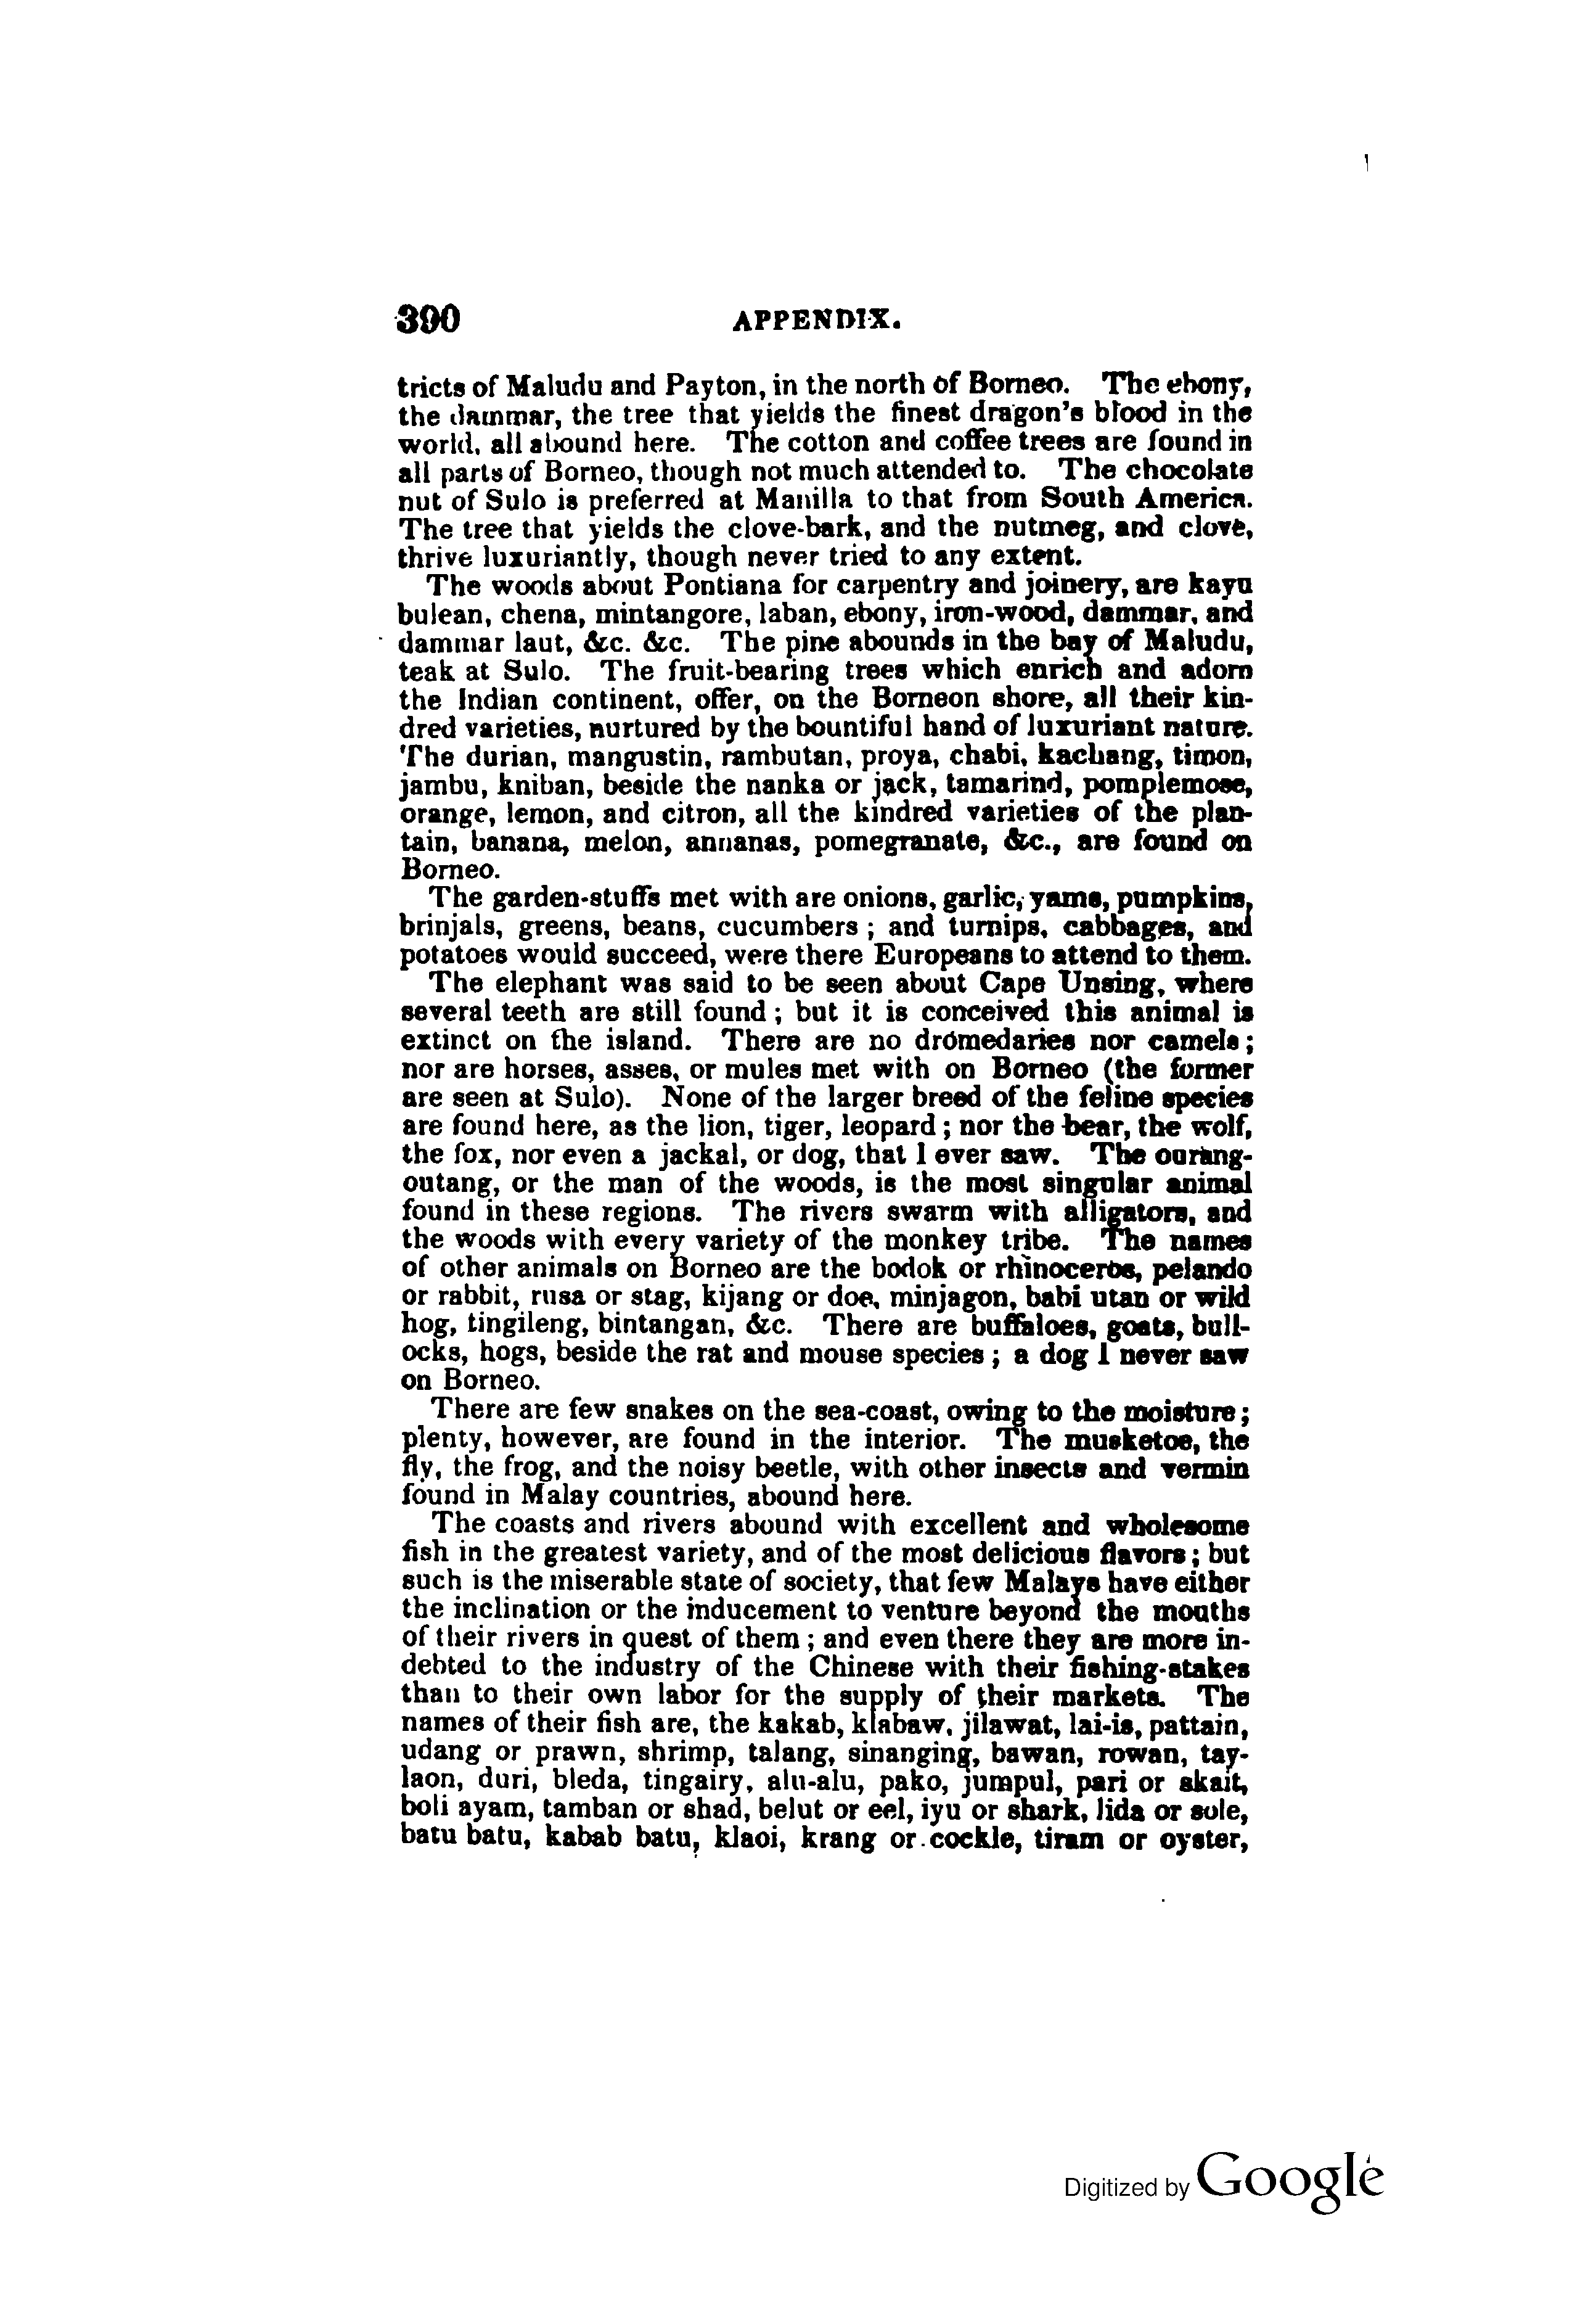 390 APPENDIX.
tricts of Maludu and Payton, in the north of Borneo. The ebony,
the dammar, the tree that yields the finest dragon's blood in the
world, all abound here. The cotton and coffee trees are found in
all parts of Borneo, though not much attended to. The chocolate
nut of Sulo is preferred at Manilla to that from South America.
The tree that yields the clove-bark, and the nutmeg, and clove,
thrive luxuriantly, though never tried to any extent.
The woods about Pontiana for carpentry and joinery, are kayu
bulean, chena, mintangore, laban, ebony, iron-wood, dammar, and
dammar laut, &c. &c. The pine abounds in the bay of Maludu,
teak at Sulo. The fruit-bearing trees which enrich and adorn
the Indian continent, offer, on the Borneon shore, all their kin-
dred varieties, nurtured by the bountiful hand of luxuriant nature.
The durian, mangustin, rambutan, proya, chabi, kachang, timon,
jambu, kniban, beside the nanka or jack, tamarind, pomplemose,
orange, lemon, and citron, all the kindred varieties of the plan-
tain, banana, melon, annanas, pomegranate, &c., are found on
Borneo.
The garden-stuffs met with are onions, garlic, yams, pumpkins,
brinjals, greens, beans, cucumbers; and turnips, cabbages, and
potatoes would succeed, were there Europeans to attend to them.
The elephant was said to be seen about Cape Unsing, where
several teeth are still found; but it is conceived this animal is
extinct on the island. There are no dromedaries nor camels;
nor are horses, asses, or mules met with on Borneo (the former
are seen at Sulo). None of the larger breed of the feline species
are found here, as the lion, tiger, leopard; nor the bear, the wolf,
the fox, nor even a jackal, or dog, that I ever saw. The ourang-
outang, or the man of the woods, is the most singular animal
found in these regions. The rivers swarm with alligators, and
the woods with every variety of the monkey tribe. The names
of other animals on Borneo are the bodok or rhinoceros, pelando
or rabbit, rusa or stag, kijang or doe, minjagon, babi utan or wild
hog, tingileng, bintangan, &c. There are buffaloes, goats, bull-
ocks, hogs, beside the rat and mouse species; a dog I never saw
on Borneo.
There are few snakes on the sea-coast, owing to the moisture;
plenty, however, are found in the interior. The musketoe, the
fly, the frog, and the noisy beetle, with other insects and vermin
found in Malay countries, abound here.
The coasts and rivers abound with excellent and wholesome
fish in the greatest variety, and of the most delicious flavors; but
such is the miserable state of society, that few Malays have either
the inclination or the inducement to venture beyond the mouths
of their rivers in quest of them; and even there they are more in-
debted to the industry of the Chinese with their fishing-stakes
than to their own labor for the supply of their markets. The
names of their fish are, the kakab, klabaw, jilawat, lai-is, pattain,
udang or prawn, shrimp, talang, sinanging, bawan, rowan, tay-
laon, duri, bleda, tingairy, alu-alu, pako, jumpul, pari or skait,
boli ayam, tamban or shad, belut or eel, iyu or shark, lida or sole,
batu batu, kabab batu, klaoi, krang or cockle, tiram or oyster,
Digitized by Google